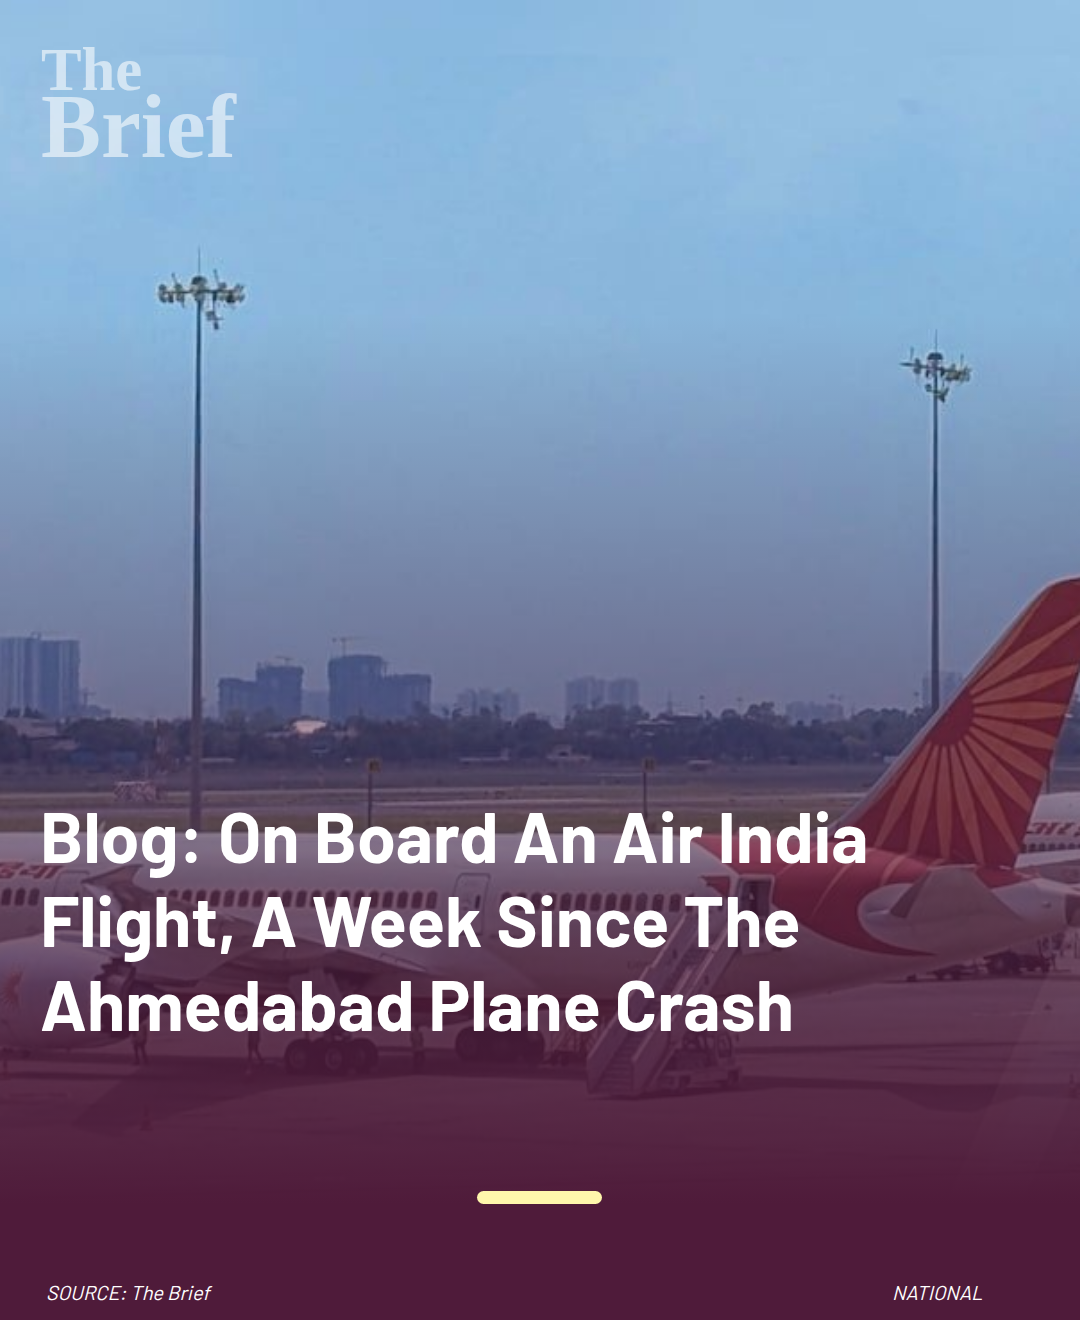 The
Brief
Blog: On Board An Air India
Flight, A Week Since The
Ahmedabad Plane Crash
SOURCE: The Brief
NATIONAL